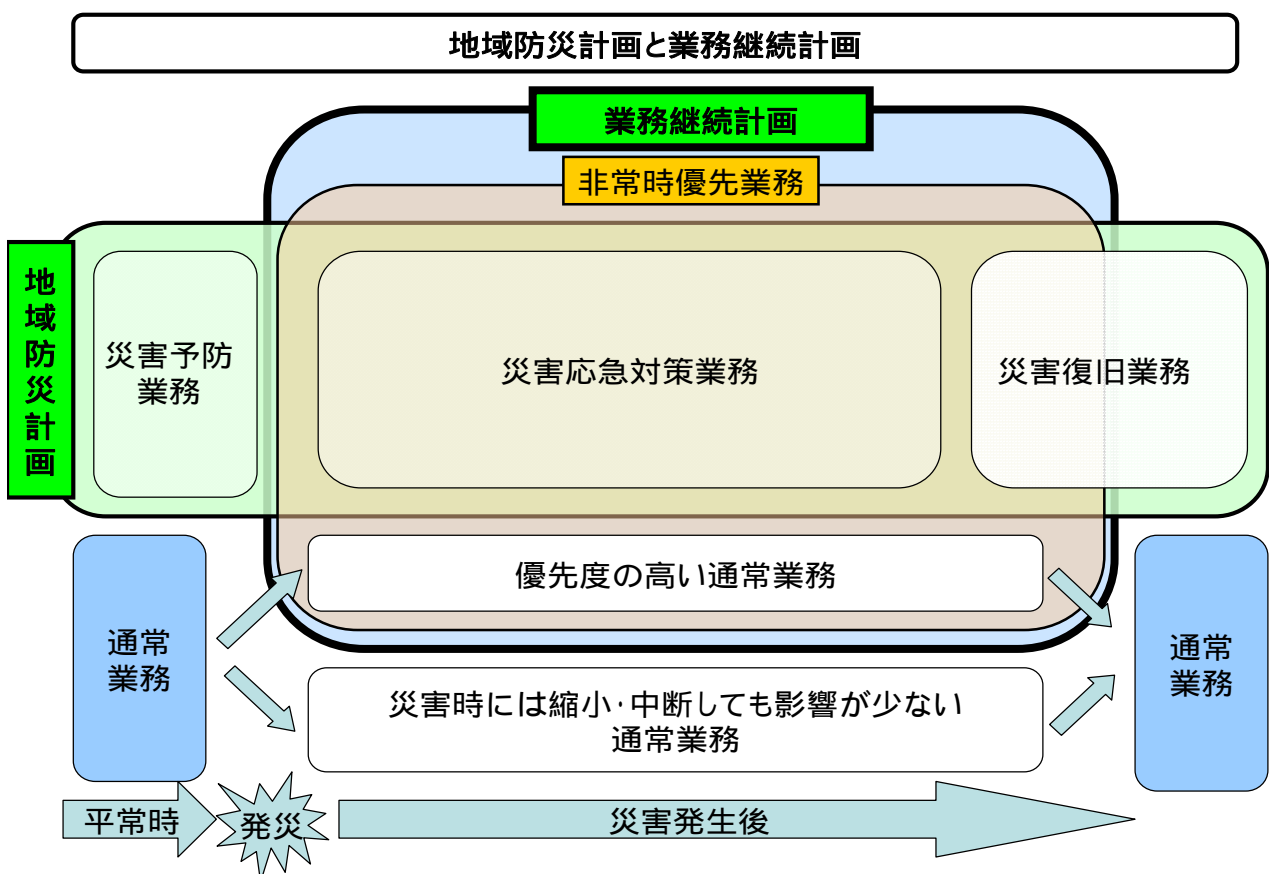 地域防災計画と業務継続計画
業務継続計画
非常時優先業務
地域防災計画
災害予防
業務
災害応急対策業務
災害復旧業務
優先度の高い通常業務
通常
業務
通常
業務
災害時には縮小・中断しても影響が少ない
通常業務
平常時
発災
災害発生後